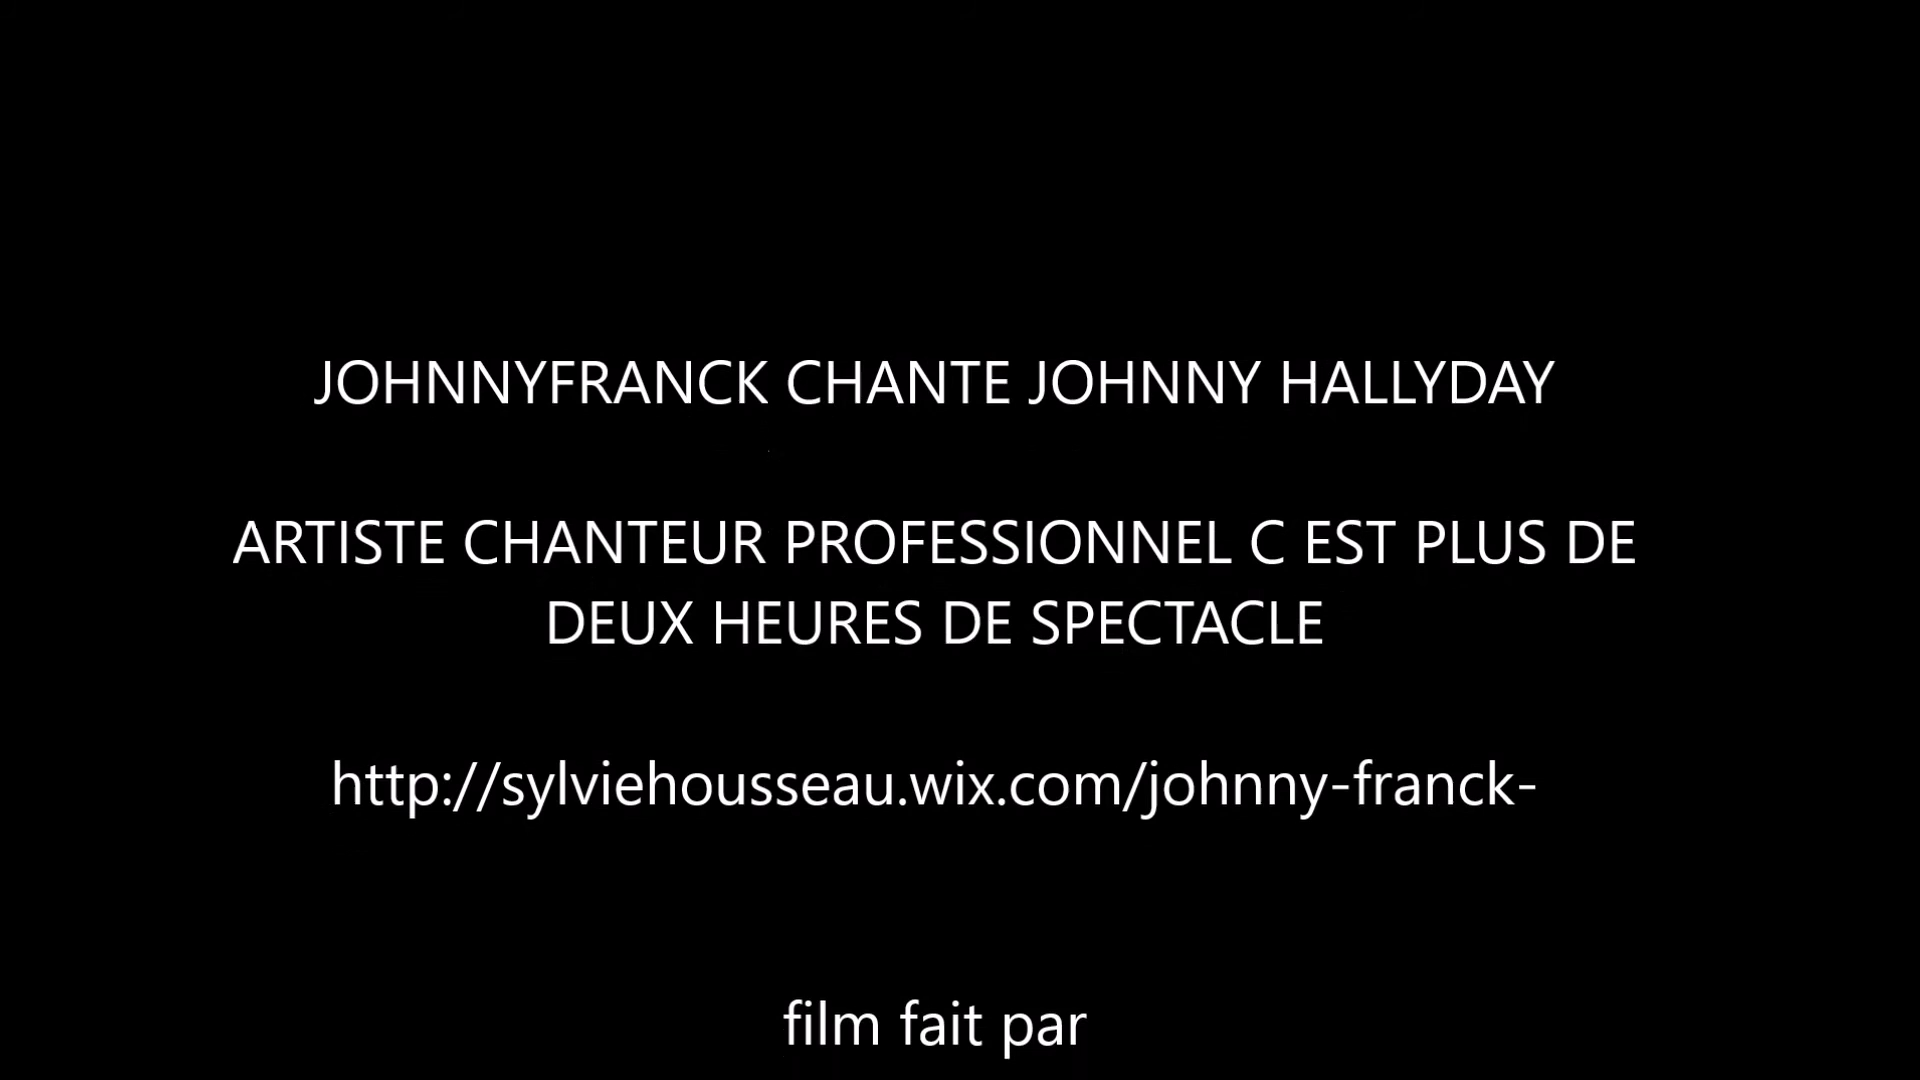 JOHNNYFRANCK CHANTE JOHNNY HALLYDAY
ARTISTE CHANTEUR PROFESSIONNEL C EST PLUS DE
DEUX HEURES DE SPECTACLE
http://sylviehousseau.wix.com/johnny-franck-
film fait par